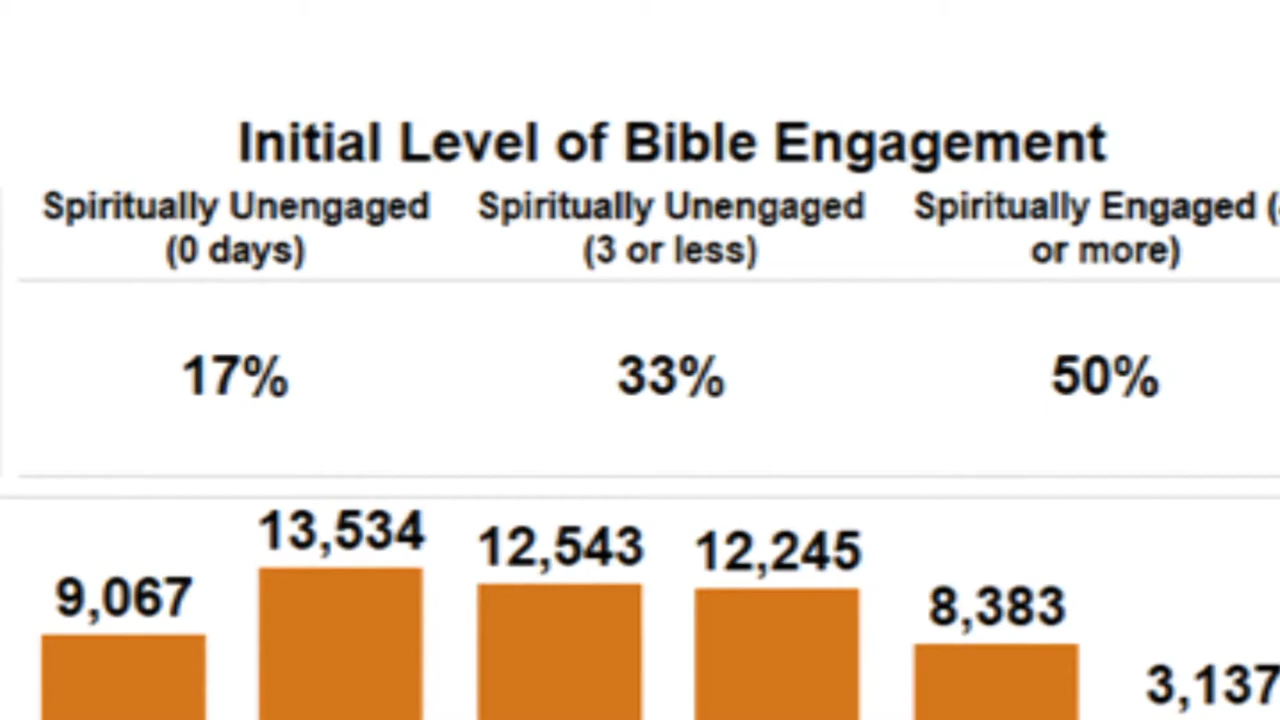 Initial Level of Bible Engagement
Spiritually Unengaged Spiritually Unengaged Spiritually Engaged (
(0 days) (3 or less) or more)
17% 33% 50%
13,534
12,543 12,245
9,067 8,383
3,137